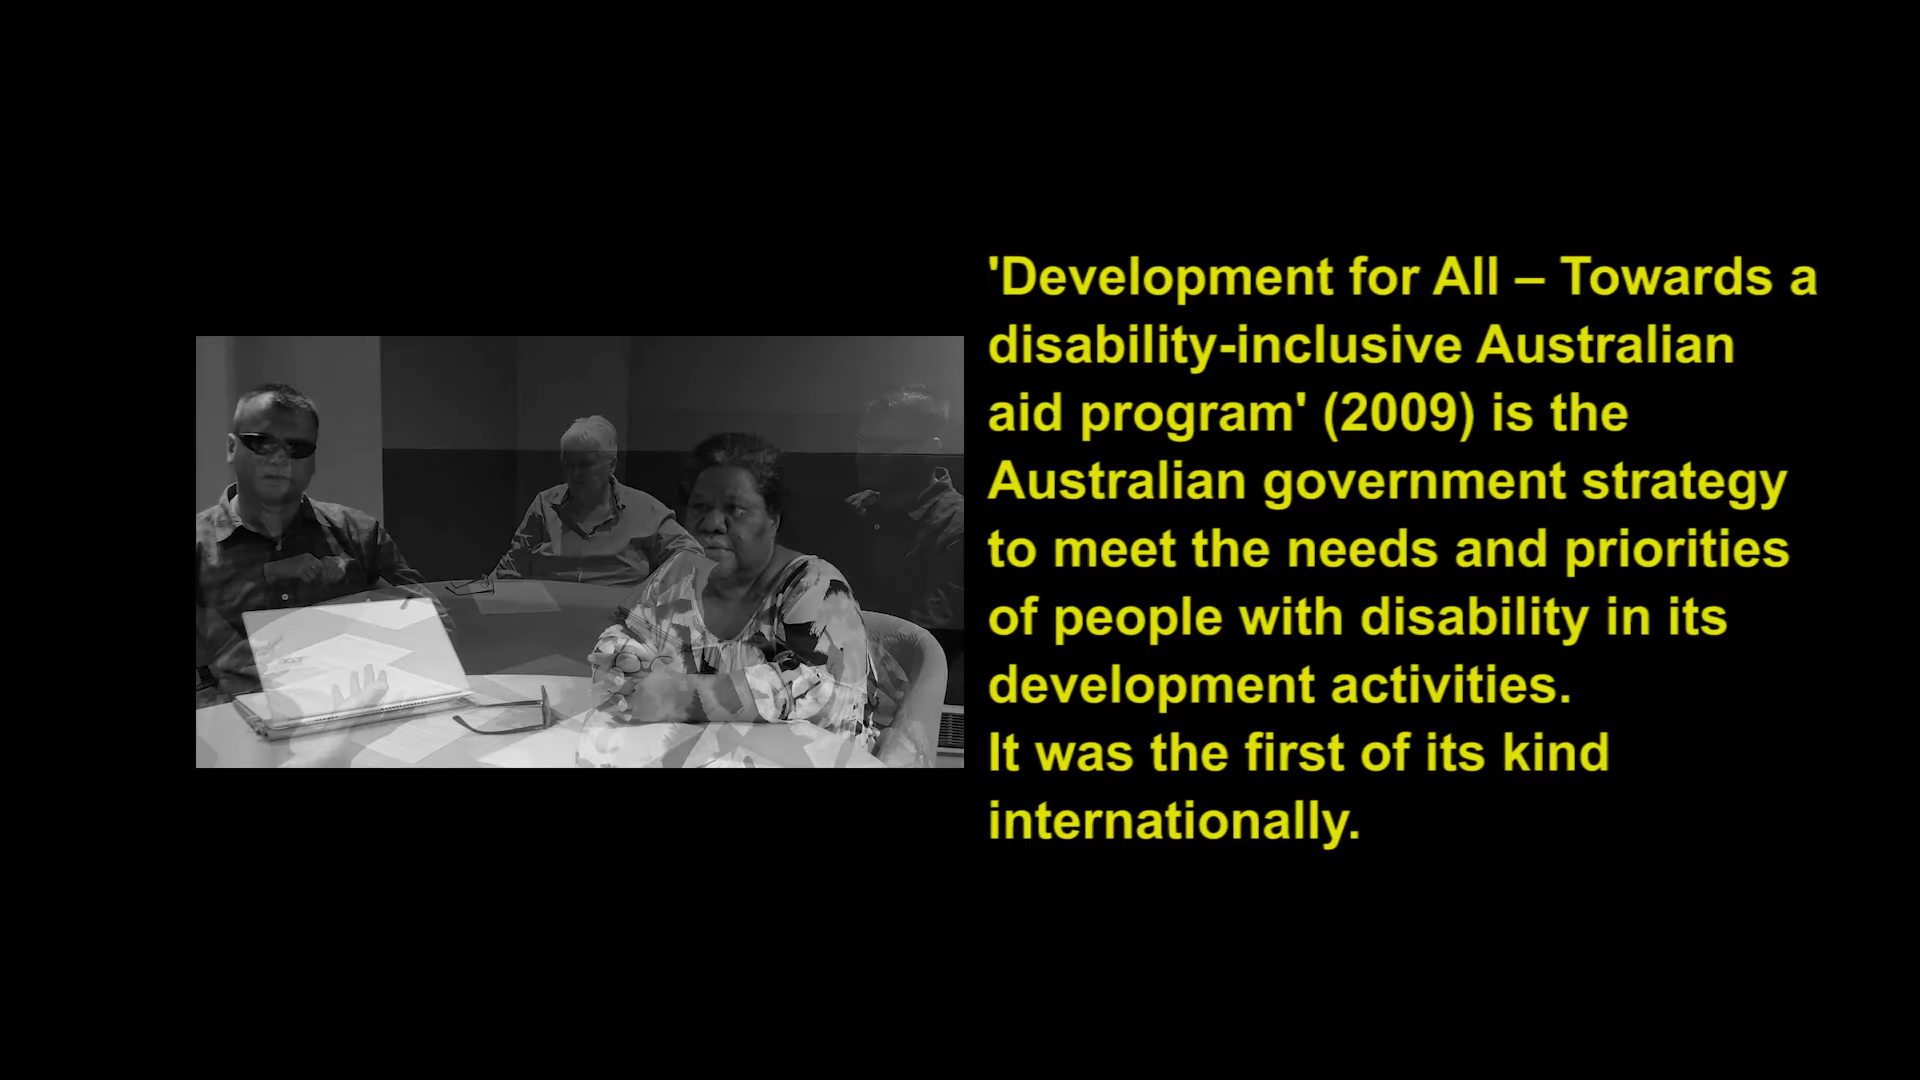 'Development for All – Towards a
disability-inclusive Australian
aid program' (2009) is the
Australian government strategy
to meet the needs and priorities
of people with disability in its
development activities.
It was the first of its kind
internationally.